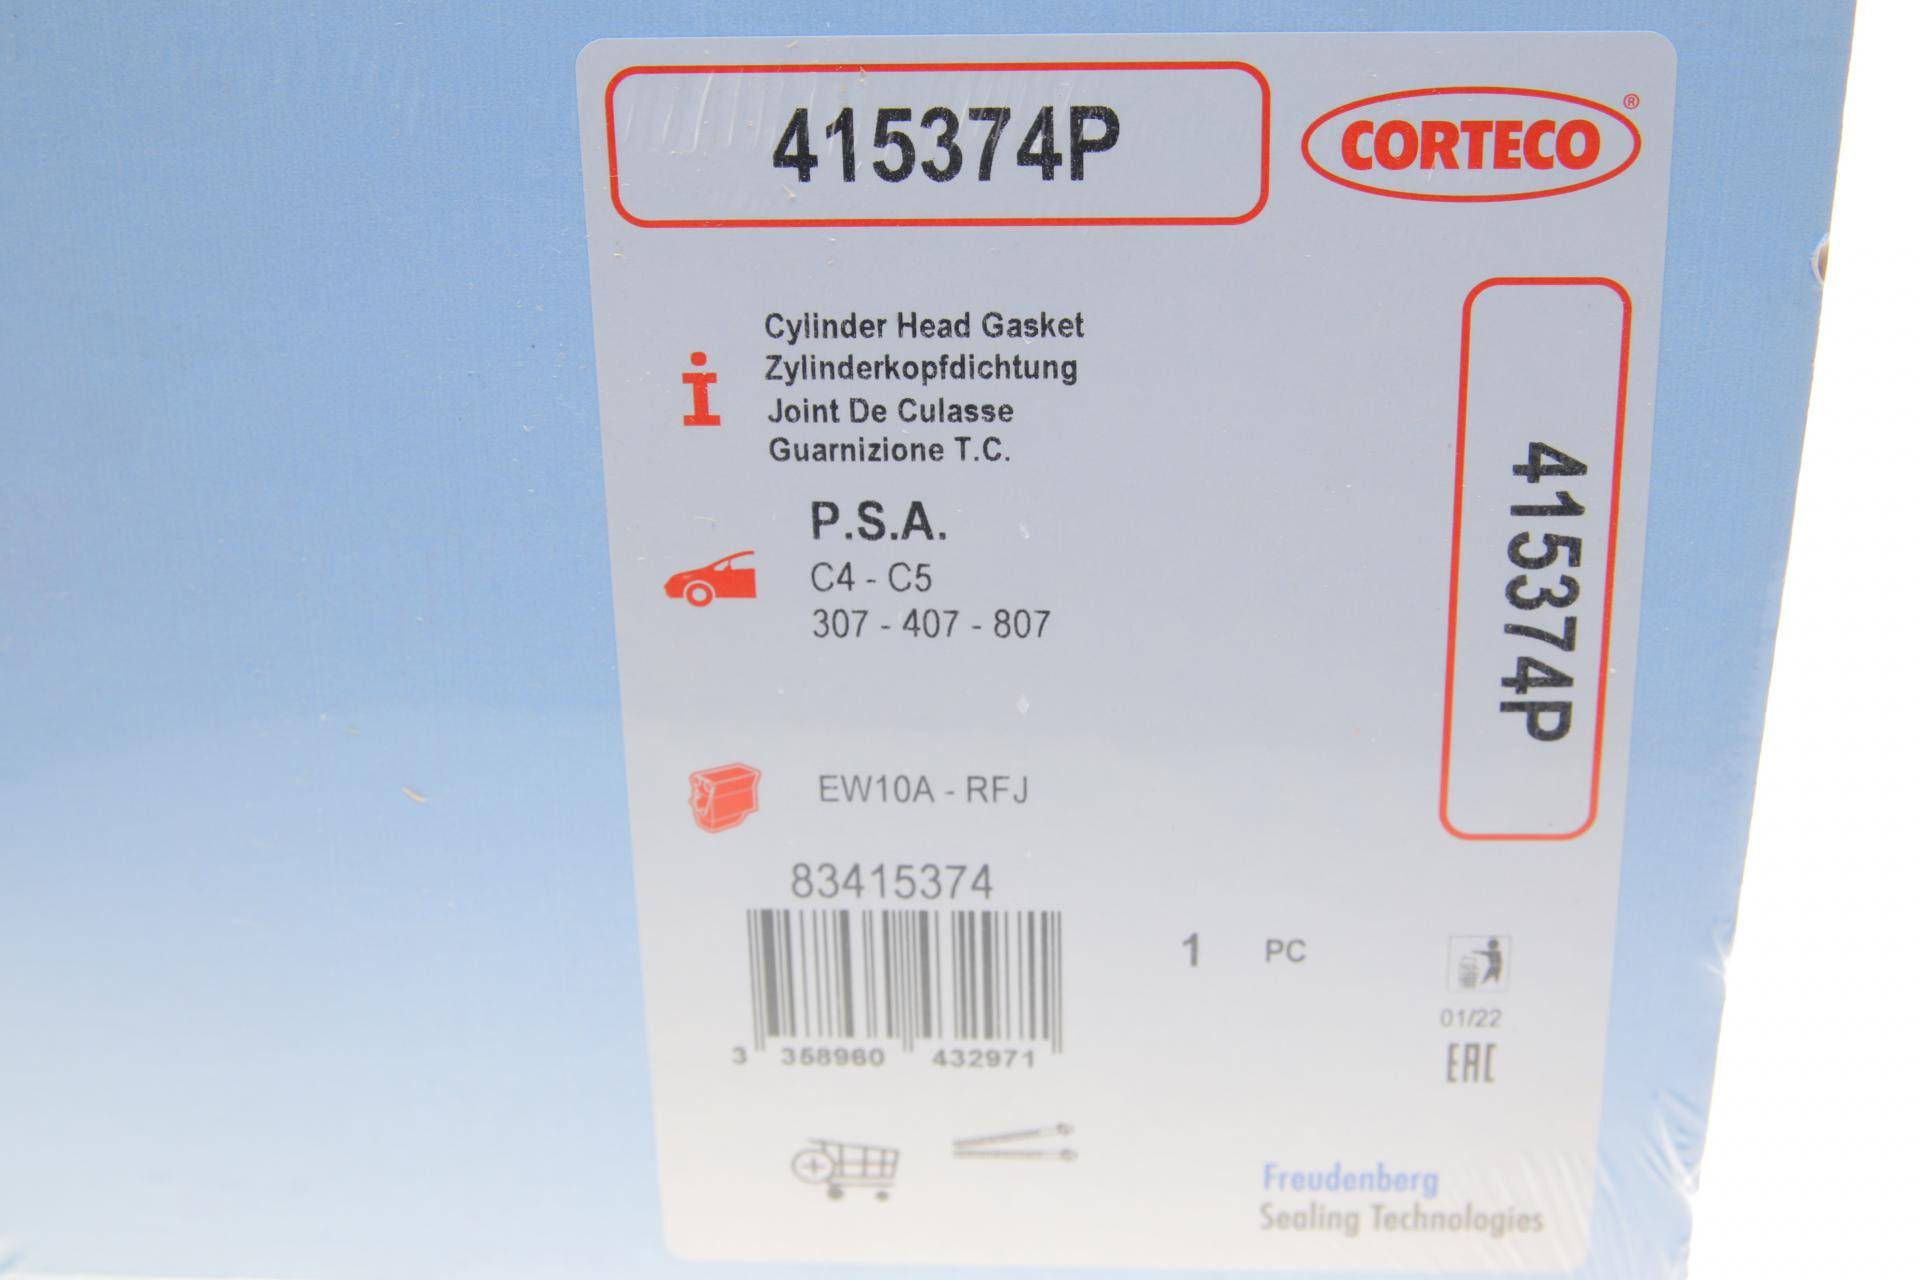 415374P
CORTECO®
Cylinder Head Gasket
Zylinderkopfdichtung
Joint De Culasse
Guarnizione T.C.
P.S.A.
C4 - C5
307 - 407 - 807
415374P
EW10A - RFJ
83415374
1 PC
3 358960 432971
01/22
EAC
Freudenberg
Sealing Technologies